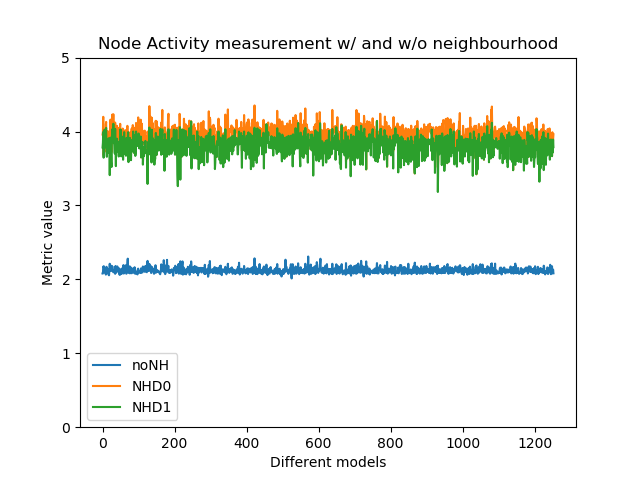 Node Activity measurement w/ and w/o neighbourhood
5
4
3
2
1
0
Metric value
noNH
NHD0
NHD1
0 200 400 600 800 1000 1200
Different models